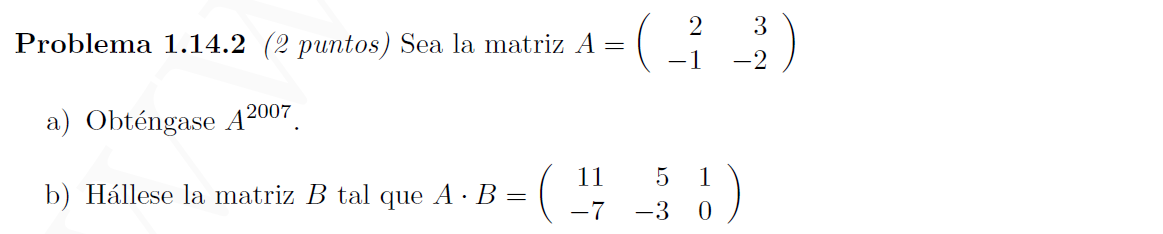 Problema 1.14.2 (2 puntos) Sea la matriz A = ( 2 3 ; −1 −2 )
a) Obténgase A^2007.
b) Hállese la matriz B tal que A · B = ( 11 5 1 ; −7 −3 0 )